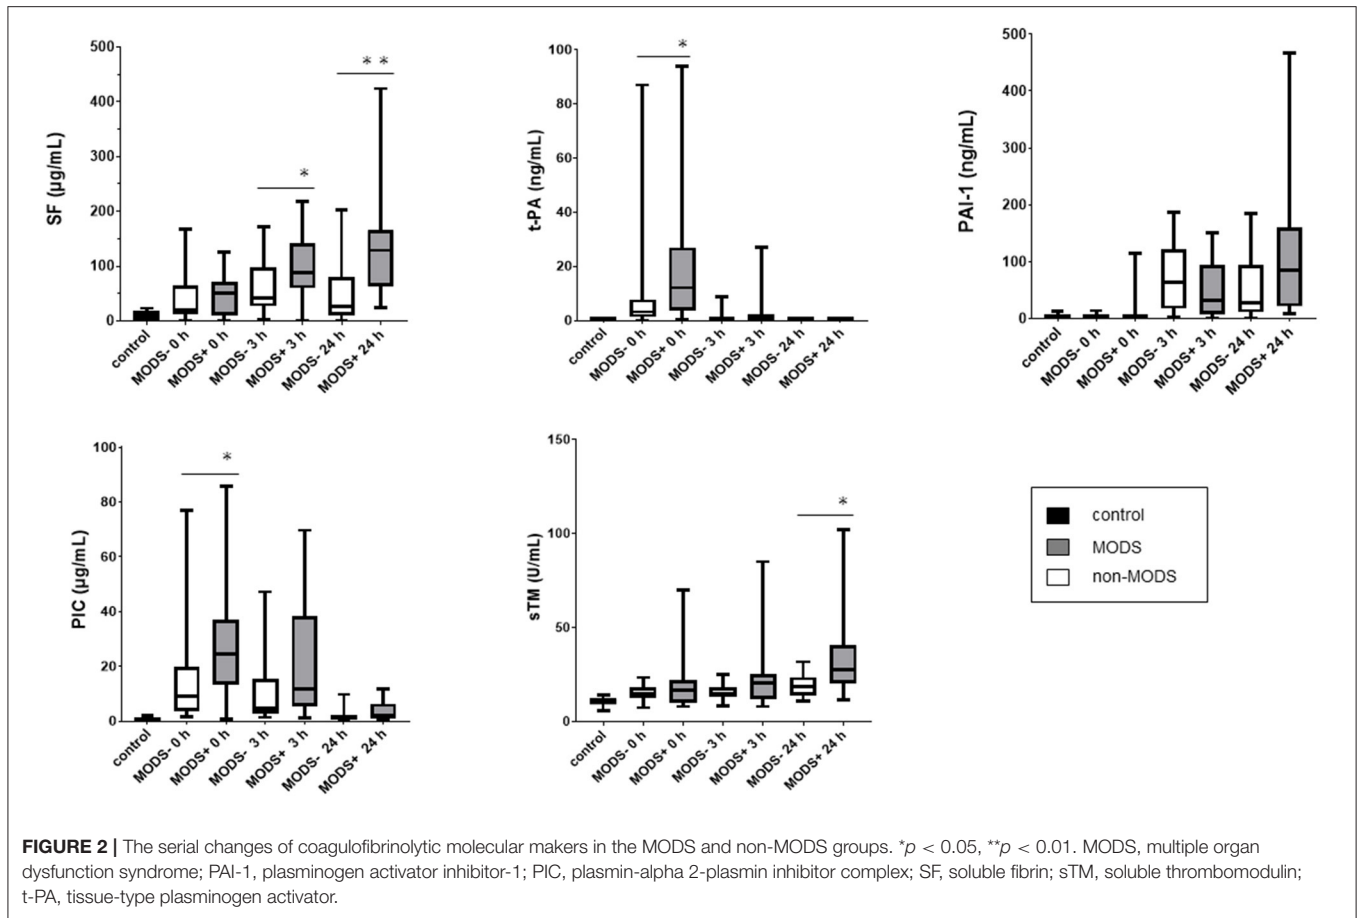 500
400
300
200
100
0
SF (µg/mL)
*
* *
control
MODS- 0 h
MODS+ 0 h
MODS- 3 h
MODS+ 3 h
MODS- 24 h
MODS+ 24 h
100
80
60
40
20
0
t-PA (ng/mL)
*
control
MODS- 0 h
MODS+ 0 h
MODS- 3 h
MODS+ 3 h
MODS- 24 h
MODS+ 24 h
500
400
300
200
100
0
PAI-1 (ng/mL)
control
MODS- 0 h
MODS+ 0 h
MODS- 3 h
MODS+ 3 h
MODS- 24 h
MODS+ 24 h
100
80
60
40
20
0
PIC (µg/mL)
*
control
MODS- 0 h
MODS+ 0 h
MODS- 3 h
MODS+ 3 h
MODS- 24 h
MODS+ 24 h
150
100
50
0
sTM (U/mL)
*
control
MODS- 0 h
MODS+ 0 h
MODS- 3 h
MODS+ 3 h
MODS- 24 h
MODS+ 24 h
control
MODS
non-MODS
FIGURE 2 | The serial changes of coagulofibrinolytic molecular makers in the MODS and non-MODS groups. *p < 0.05, **p < 0.01. MODS, multiple organ
dysfunction syndrome; PAI-1, plasminogen activator inhibitor-1; PIC, plasmin-alpha 2-plasmin inhibitor complex; SF, soluble fibrin; sTM, soluble thrombomodulin;
t-PA, tissue-type plasminogen activator.